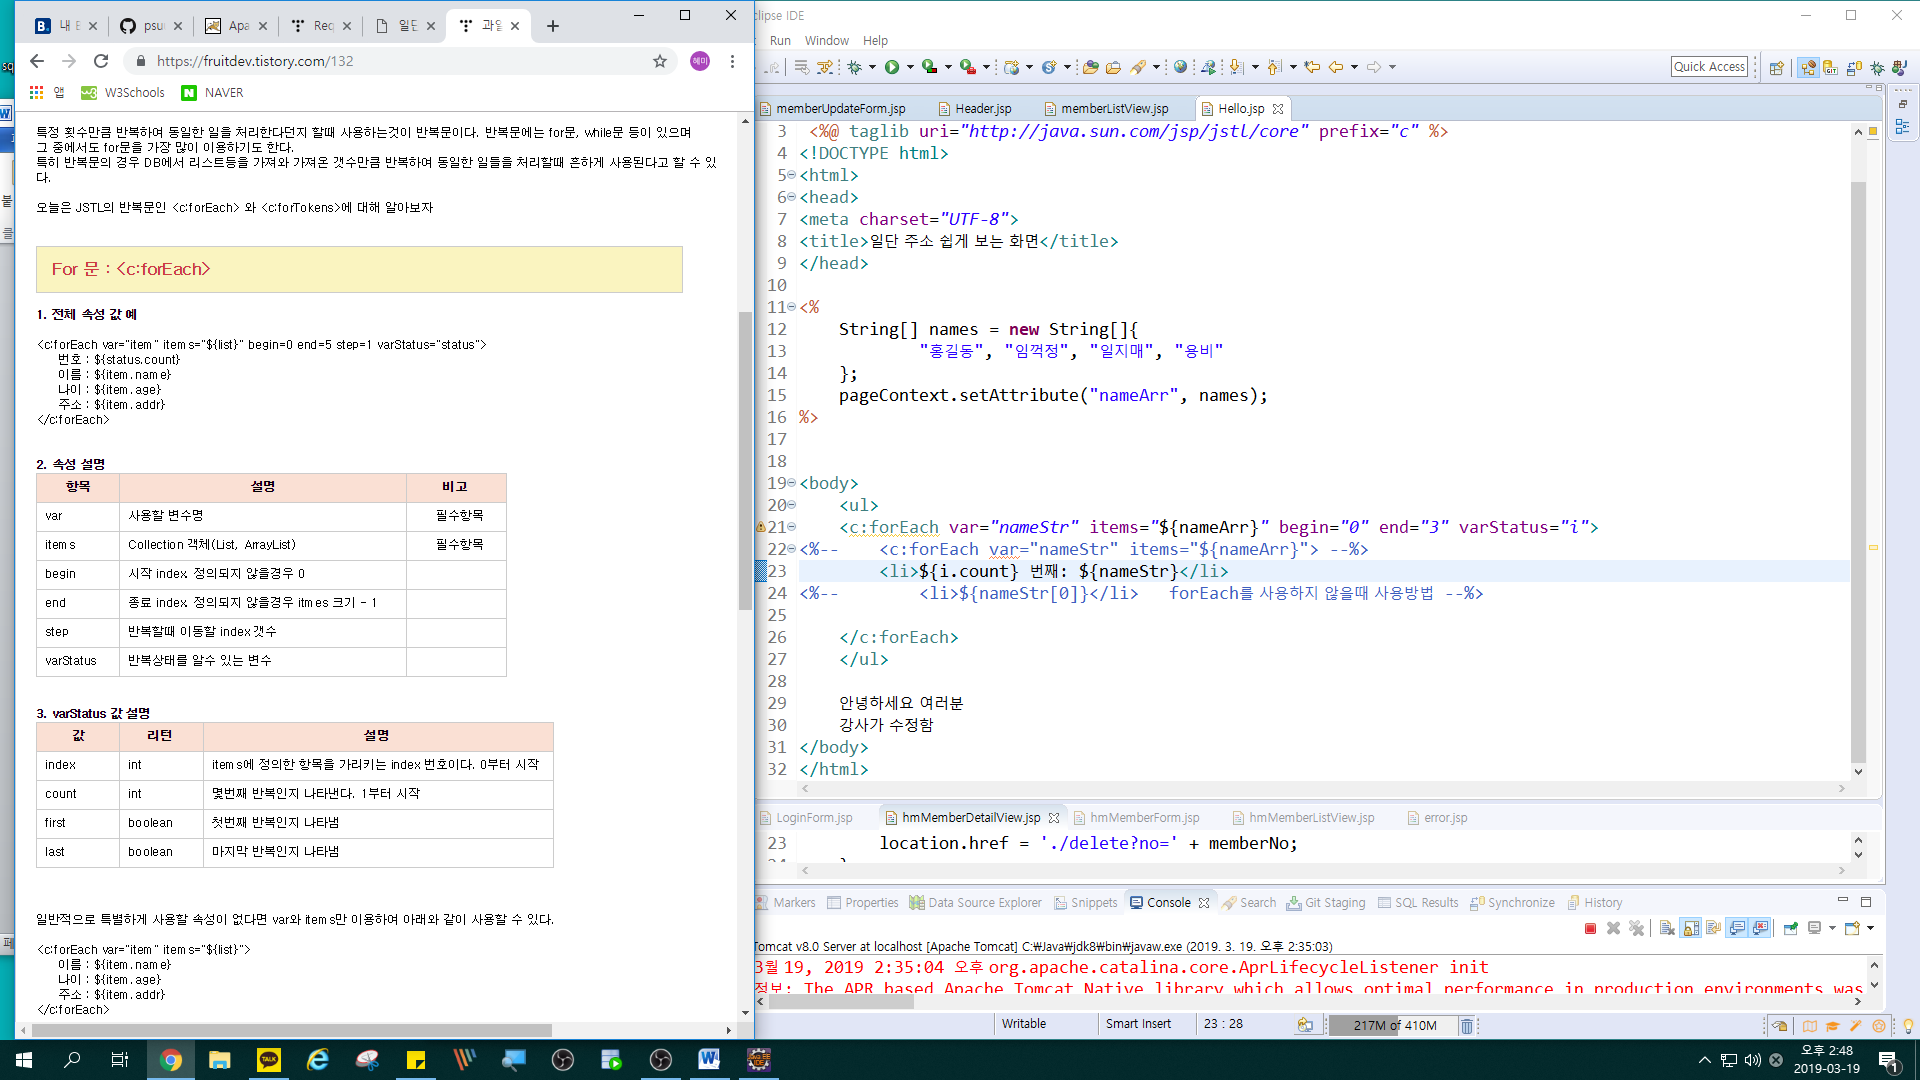 내 E
psu
Apa
Req
일단
과일
https://fruitdev.tistory.com/132
혜미
앱
W3Schools
NAVER
특정 횟수만큼 반복하여 동일한 일을 처리한다던지 할때 사용하는것이 반복문이다. 반복문에는 for문, while문 등이 있으며
그 중에서도 for문을 가장 많이 이용하기도 한다.
특히 반복문의 경우 DB에서 리스트등을 가져와 가져온 갯수만큼 반복하여 동일한 일들을 처리할때 흔하게 사용된다고 할 수 있
다.
오늘은 JSTL의 반복문인 <c:forEach> 와 <c:forTokens>에 대해 알아보자
For 문 : <c:forEach>
1. 전체 속성 값 예
<c:forEach var="item" items="${list}" begin=0 end=5 step=1 varStatus="status">
번호 : ${status.count}
이름 : ${item.name}
나이 : ${item.age}
주소 : ${item.addr}
</c:forEach>
2. 속성 설명
항목 설명 비고
var 사용할 변수명 필수항목
items Collection 객체(List, ArrayList) 필수항목
begin 시작 index. 정의되지 않을경우 0
end 종료 index. 정의되지 않을경우 itmes 크기 - 1
step 반복할때 이동할 index 갯수
varStatus 반복상태를 알수 있는 변수
3. varStatus 값 설명
값 리턴 설명
index int items에 정의한 항목을 가리키는 index 번호이다. 0부터 시작
count int 몇번째 반복인지 나타낸다. 1부터 시작
first boolean 첫번째 반복인지 나타냄
last boolean 마지막 반복인지 나타냄
일반적으로 특별하게 사용할 속성이 없다면 var와 items만 이용하여 아래와 같이 사용할 수 있다.
<c:forEach var="item" items="${list}">
이름 : ${item.name}
나이 : ${item.age}
주소 : ${item.addr}
</c:forEach>
clipse IDE
Run Window Help
Quick Access
memberUpdateForm.jsp Header.jsp memberListView.jsp Hello.jsp
3 <%@ taglib uri="http://java.sun.com/jsp/jstl/core" prefix="c" %>
4 <!DOCTYPE html>
5 <html>
6 <head>
7 <meta charset="UTF-8">
8 <title>일단 주소 쉽게 보는 화면</title>
9 </head>
10
11 <%
12 String[] names = new String[]{
13 "홍길동", "임꺽정", "일지매", "용비"
14 };
15 pageContext.setAttribute("nameArr", names);
16 %>
17
18
19 <body>
20 <ul>
21 <c:forEach var="nameStr" items="${nameArr}" begin="0" end="3" varStatus="i">
22 <%-- <c:forEach var="nameStr" items="${nameArr}"> --%>
23 <li>${i.count} 번째: ${nameStr}</li>
24 <%-- <li>${nameStr[0]}</li> forEach를 사용하지 않을때 사용방법 --%>
25
26 </c:forEach>
27 </ul>
28
29 안녕하세요 여러분
30 강사가 수정함
31 </body>
32 </html>
LoginForm.jsp hmMemberDetailView.jsp hmMemberForm.jsp hmMemberListView.jsp error.jsp
23 location.href = './delete?no=' + memberNo;
Markers Properties Data Source Explorer Snippets Console Search Git Staging SQL Results Synchronize History
Tomcat v8.0 Server at localhost [Apache Tomcat] C:\Java\jdk8\bin\javaw.exe (2019. 3. 19. 오후 2:35:03)
3월 19, 2019 2:35:04 오후 org.apache.catalina.core.AprLifecycleListener init
정보: The APR based Apache Tomcat Native library which allows optimal performance in production environments was
Writable Smart Insert 23 : 28 217M of 410M
TALK
오후 2:48
2019-03-19
1